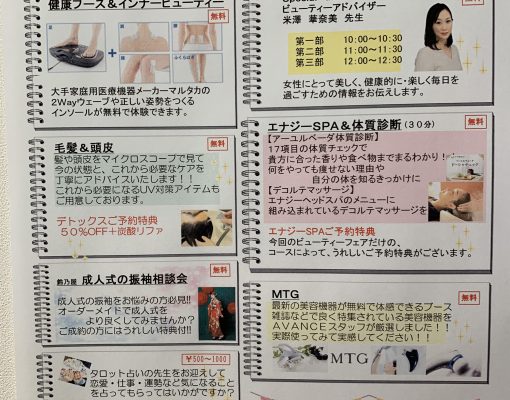 健康ブース＆インナービューティー
無料
大手家庭用医療機器メーカーマルタカの
2Wayウェーブや正しい姿勢をつくる
インソールが無料で体験できます。
毛髪＆頭皮
無料
髪や頭皮をマイクロスコープで見て
今の状態と、これから必要なケアを
丁寧にアドバイスいたします！！
これから必要になるUV対策アイテムも
ご用意しております。
デトックスご予約特典
５０％OFF＋炭酸リファ
鈴乃屋 成人式の振袖相談会
無料
成人式の振袖をお悩みの方必見!!
オーダーメイドで成人式を
より良くしてみませんか？
ご成約の方にはうれしい特典付!!
￥500～1000
タロット占いの先生をお迎えして
恋愛・仕事・運勢など気になること
を占ってもらってはいかがですか？
ビューティーアドバイザー
米澤 華奈美 先生
無料
第一部 10:00～10:30
第二部 11:00～11:30
第三部 12:00～12:30
女性にとって美しく、健康的に・楽しく毎日を
過ごすための情報をお伝えします。
エナジーSPA＆体質診断（３０分）
無料
【アーユルベーダ体質診断】
17項目の体質チェックで
貴方に合った香りや食べ物までまるわかり！
何をやっても痩せない理由や
自分の体を知るきっかけに
【デコルテマッサージ】
エナジーヘッドスパのメニューに
組み込まれているデコルテマッサージを
エナジーSPAご予約特典
今回のビューティーフェアだけの、
コースによって、うれしいご予約特典がございます。
MTG
無料
最新の美容機器が無料で体感できるブース
雑誌などで良く特集されている美容機器を
ＡＶＡＮＣＥスタッフが厳選しました！！
実際使ってみて実感してください！！
MTG